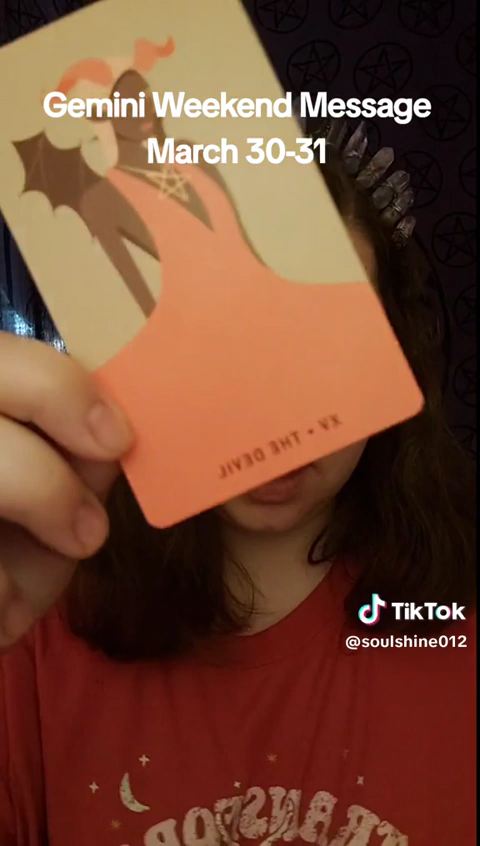 Gemini Weekend Message
March 30-31
XV • THE DEVIL
TikTok
@soulshine012